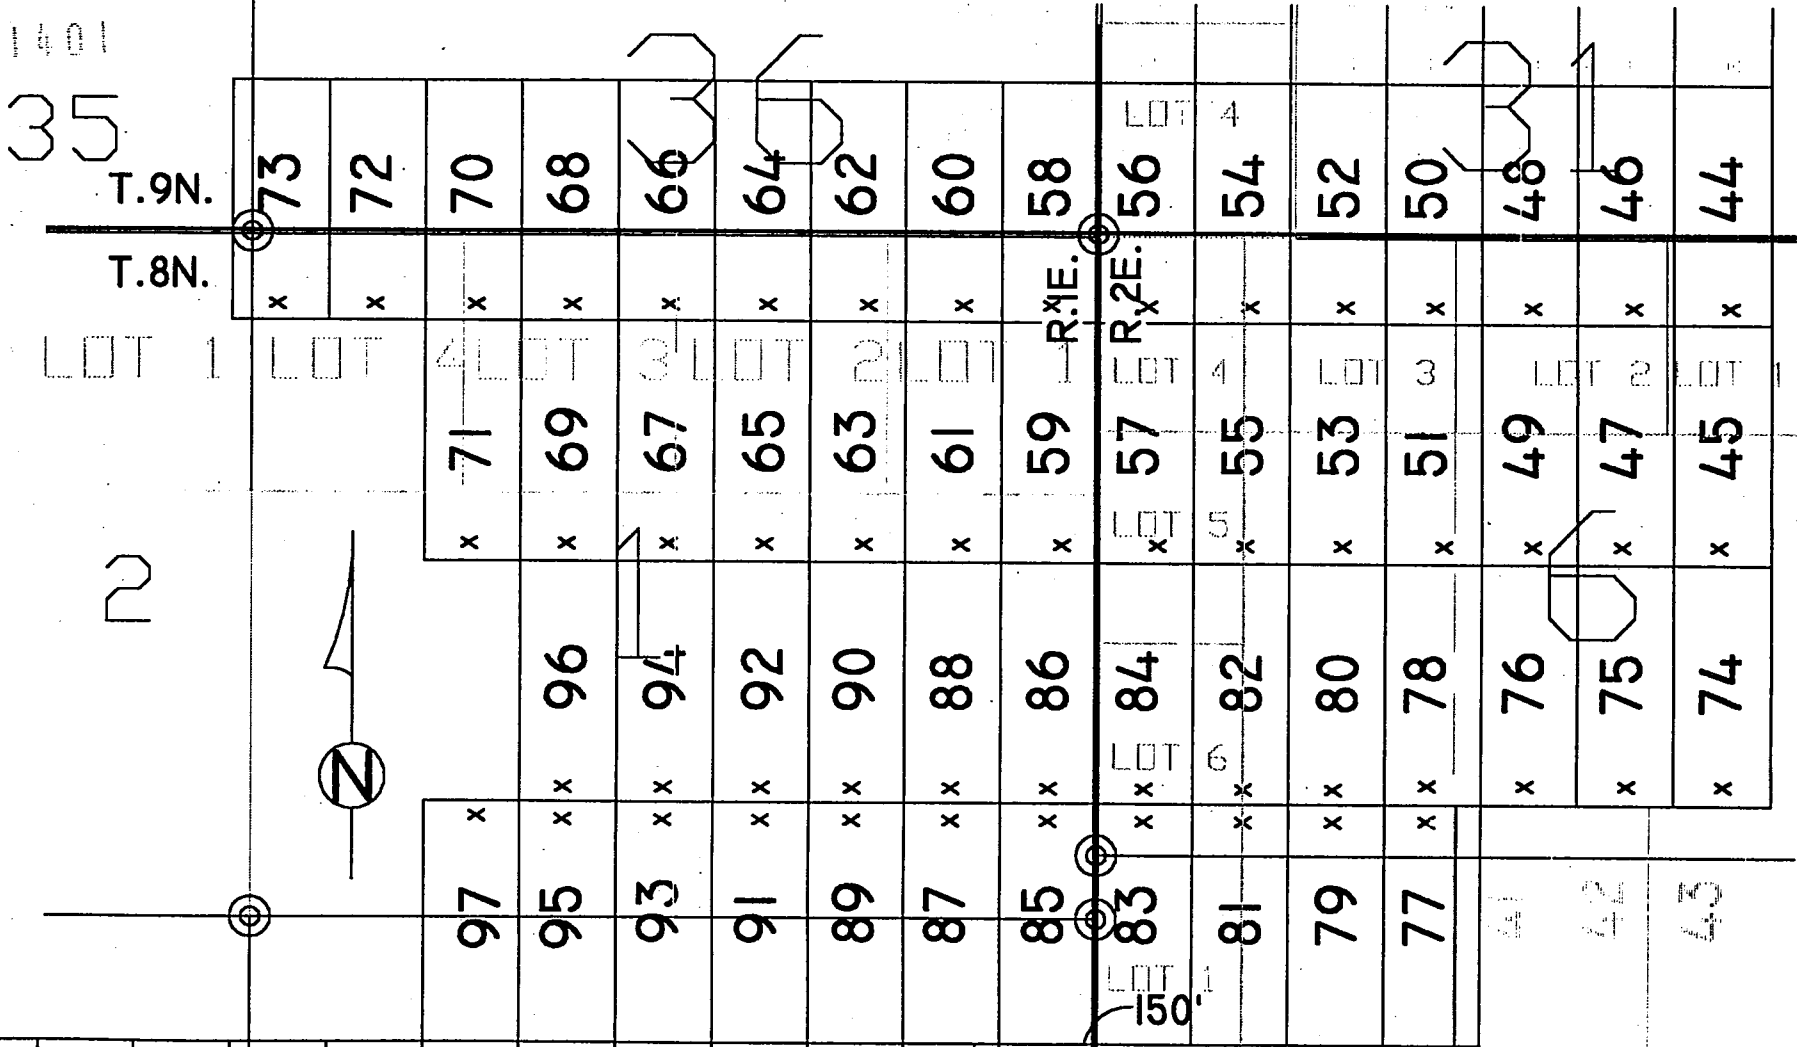 1401
35 36 31
LOT 4
T.9N. 73 72 70 68 66 64 62 60 58 56 54 52 50 48 46 44
T.8N. R.1E. R.2E.
x x x x x x x x x x x x x x x x
LOT 1 LOT 4 LOT 3 LOT 2 LOT 1 LOT 4 LOT 3 LOT 2 LOT 1
71 69 67 65 63 61 59 57 55 53 51 49 47 45
LOT 5
x x x x x x x x x x x x x x
2 1 6
96 94 92 90 88 86 84 82 80 78 76 75 74
LOT 6
N
x x x x x x x x x x x x x
x x x x x x x x x x x
97 95 93 91 89 87 85 83 81 79 77 41 42 43
LOT 1
150'